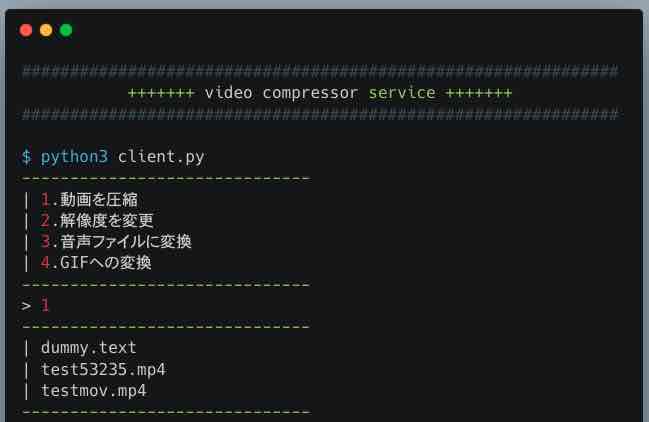 ##############################################################
+++++++ video compressor service +++++++
##############################################################
$ python3 client.py
------------------------------
| 1.動画を圧縮
| 2.解像度を変更
| 3.音声ファイルに変換
| 4.GIFへの変換
------------------------------
> 1
------------------------------
| dummy.text
| test53235.mp4
| testmov.mp4
------------------------------